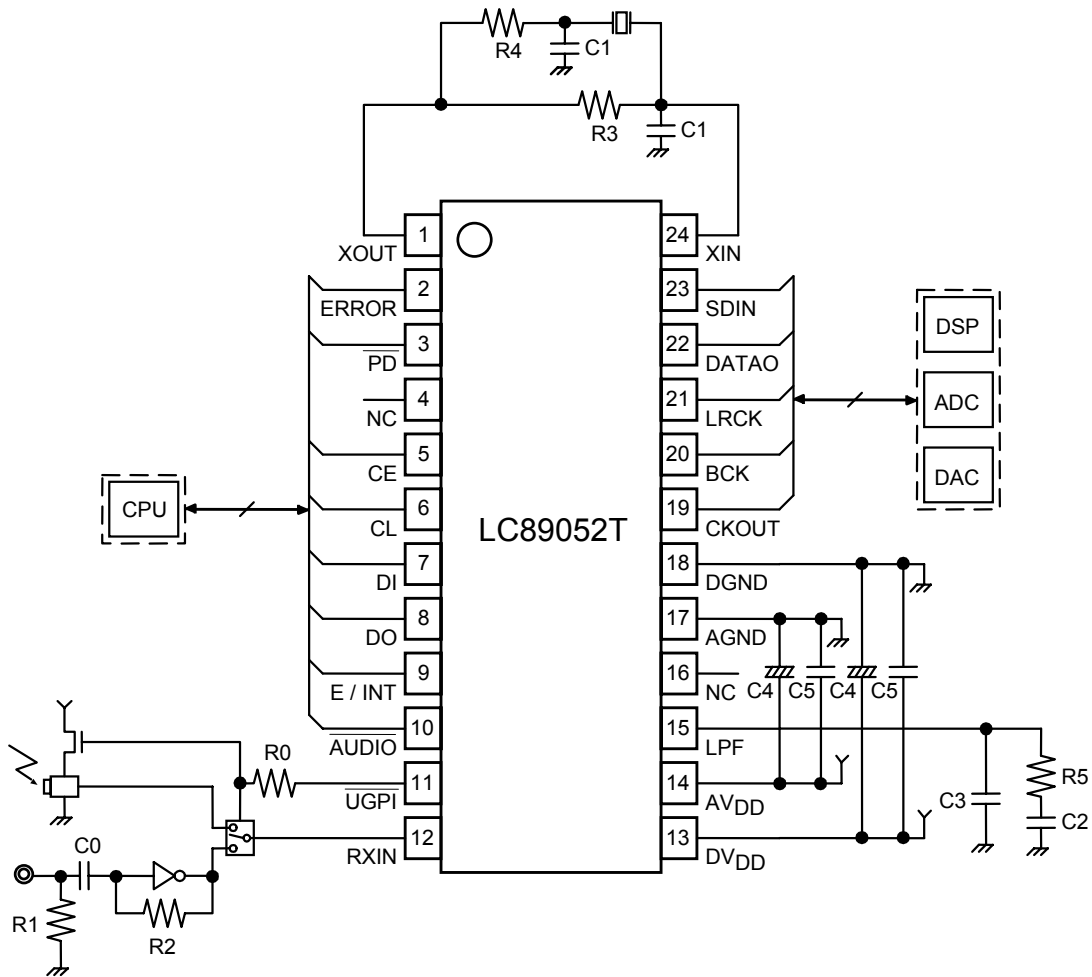 R4
C1
R3
C1
1
XOUT
24
XIN
2
ERROR
23
SDIN
3
PD
22
DATAO
4
NC
21
LRCK
5
CE
20
BCK
6
CL
19
CKOUT
7
DI
18
DGND
8
DO
17
AGND
9
E / INT
16
NC
10
AUDIO
15
LPF
11
UGPI
14
AVDD
12
RXIN
13
DVDD
LC89052T
CPU
DSP
ADC
DAC
C4
C5
C4
C5
R0
C3
R5
C2
C0
R1
R2